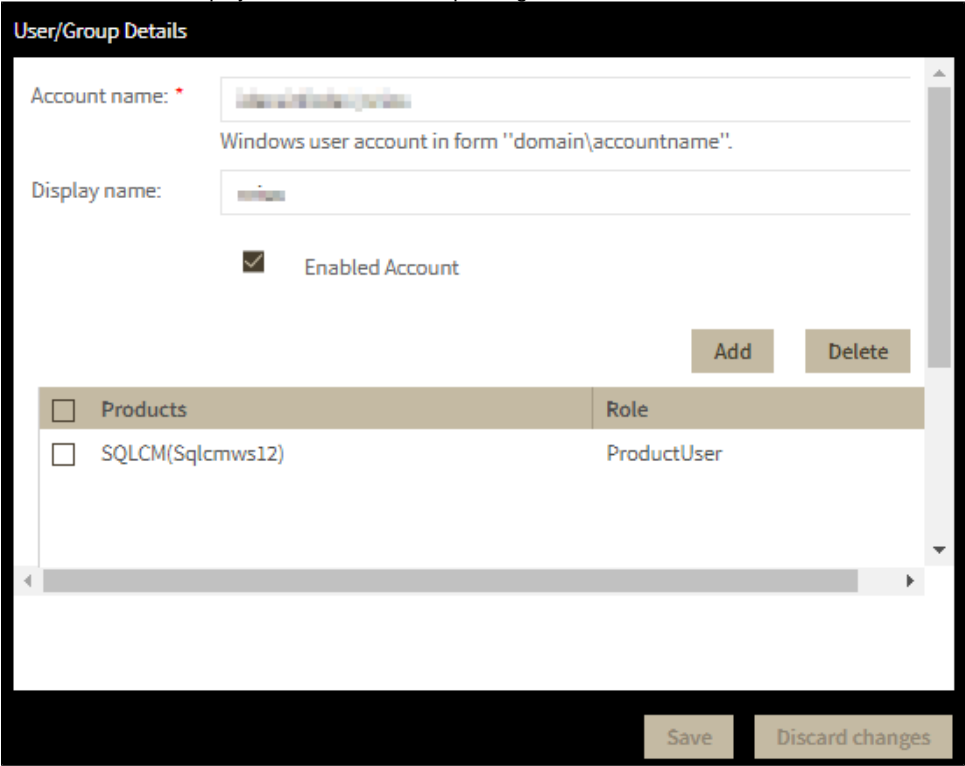 User/Group Details
Account name: *
Windows user account in form "domain\accountname".
Display name:
Enabled Account
Add Delete
Products Role
SQLCM(Sqlcmws12) ProductUser
Save Discard changes